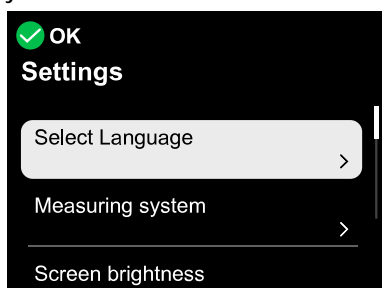 OK
Settings
Select Language
Measuring system
Screen brightness